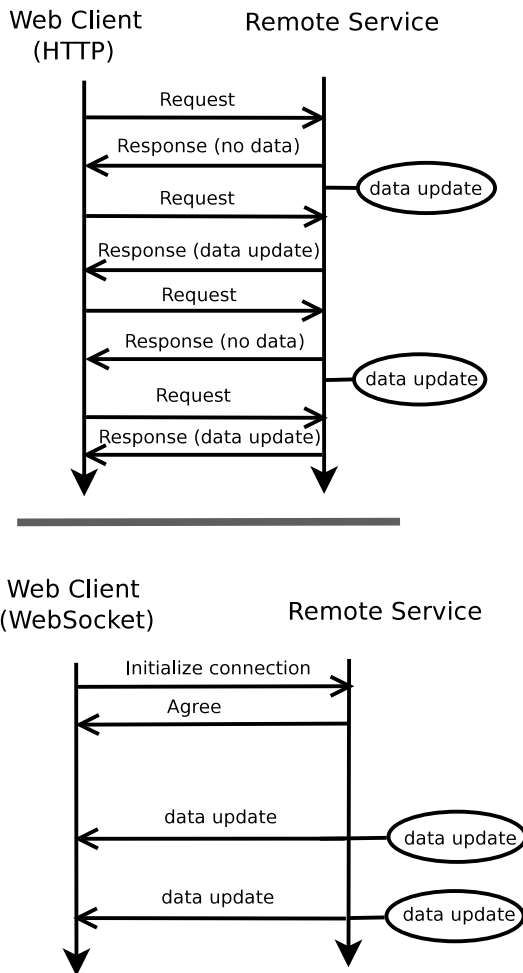 Web Client
(HTTP)
Remote Service
Request
Response (no data)
data update
Request
Response (data update)
Request
Response (no data)
data update
Request
Response (data update)
Web Client
(WebSocket)
Remote Service
Initialize connection
Agree
data update
data update
data update
data update